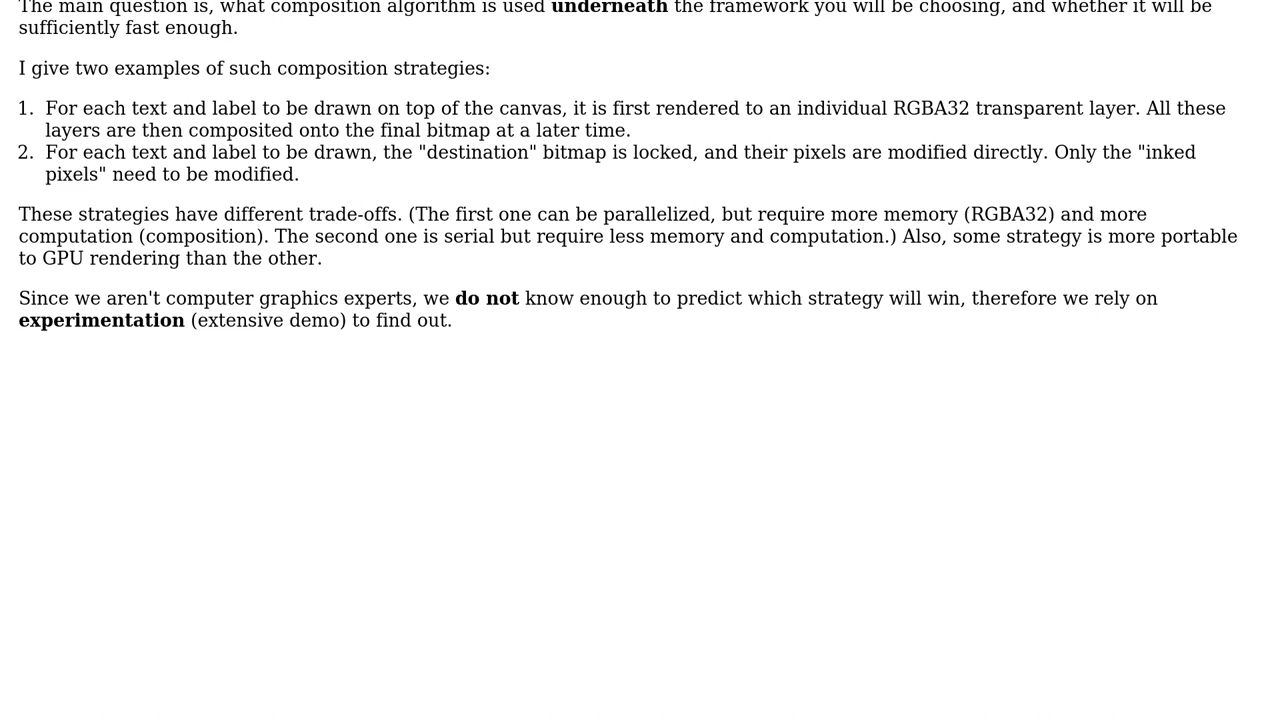 The main question is, what composition algorithm is used underneath the framework you will be choosing, and whether it will be
sufficiently fast enough.
I give two examples of such composition strategies:
1. For each text and label to be drawn on top of the canvas, it is first rendered to an individual RGBA32 transparent layer. All these
layers are then composited onto the final bitmap at a later time.
2. For each text and label to be drawn, the "destination" bitmap is locked, and their pixels are modified directly. Only the "inked
pixels" need to be modified.
These strategies have different trade-offs. (The first one can be parallelized, but require more memory (RGBA32) and more
computation (composition). The second one is serial but require less memory and computation.) Also, some strategy is more portable
to GPU rendering than the other.
Since we aren't computer graphics experts, we do not know enough to predict which strategy will win, therefore we rely on
experimentation (extensive demo) to find out.